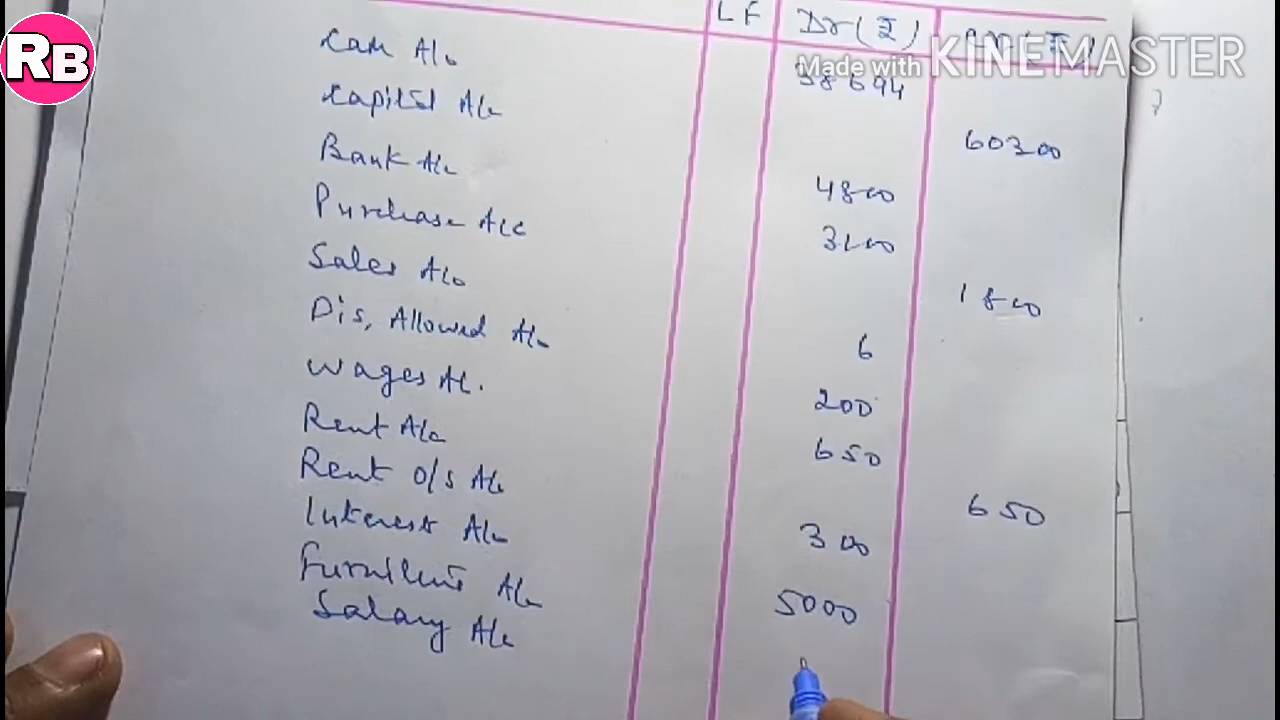 RB
LF Dr (₹)
Made with KINEMASTER
Cash A/c 38694
Capital A/c 60300
Bank A/c 4800
Purchase A/c
Sales A/c 1800
Dis. Allowed A/c 6
Wages A/c. 200
Rent A/c 650
Rent o/s A/c 650
Interest A/c 300
Furniture A/c 5000
Salary A/c